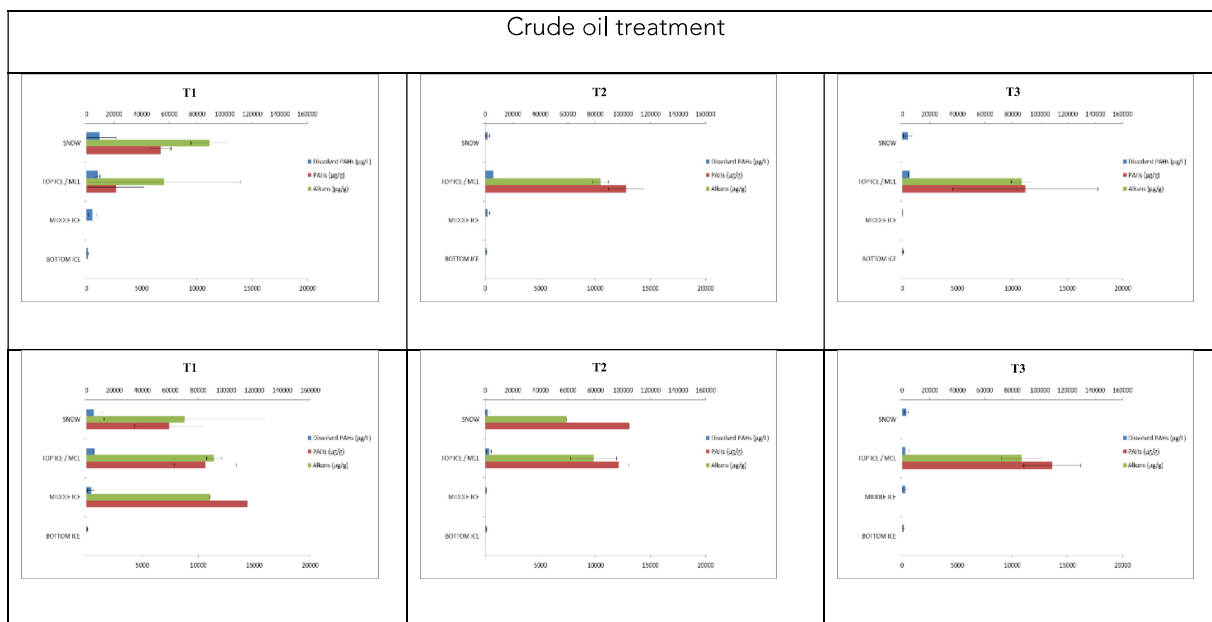 Crude oil treatment
T1
0 20000 40000 60000 80000 100000 120000 140000 160000
SNOW
TOP ICE / MCL
MIDDLE ICE
BOTTOM ICE
Dissolved PAHs (µg/L)
PAHs (µg/g)
Alkans (µg/g)
0 5000 10000 15000 20000
T2
0 20000 40000 60000 80000 100000 120000 140000 160000
SNOW
TOP ICE / MCL
MIDDLE ICE
BOTTOM ICE
Dissolved PAHs (µg/L)
PAHs (µg/g)
Alkans (µg/g)
0 5000 10000 15000 20000
T3
0 20000 40000 60000 80000 100000 120000 140000 160000
SNOW
TOP ICE / MCL
MIDDLE ICE
BOTTOM ICE
Dissolved PAHs (µg/L)
PAHs (µg/g)
Alkans (µg/g)
0 5000 10000 15000 20000
T1
0 20000 40000 60000 80000 100000 120000 140000 160000
SNOW
TOP ICE / MCL
MIDDLE ICE
BOTTOM ICE
Dissolved PAHs (µg/L)
PAHs (µg/g)
Alkans (µg/g)
0 5000 10000 15000 20000
T2
0 20000 40000 60000 80000 100000 120000 140000 160000
SNOW
TOP ICE / MCL
MIDDLE ICE
BOTTOM ICE
Dissolved PAHs (µg/L)
PAHs (µg/g)
Alkans (µg/g)
0 5000 10000 15000 20000
T3
0 20000 40000 60000 80000 100000 120000 140000 160000
SNOW
TOP ICE / MCL
MIDDLE ICE
BOTTOM ICE
Dissolved PAHs (µg/L)
PAHs (µg/g)
Alkans (µg/g)
0 5000 10000 15000 20000